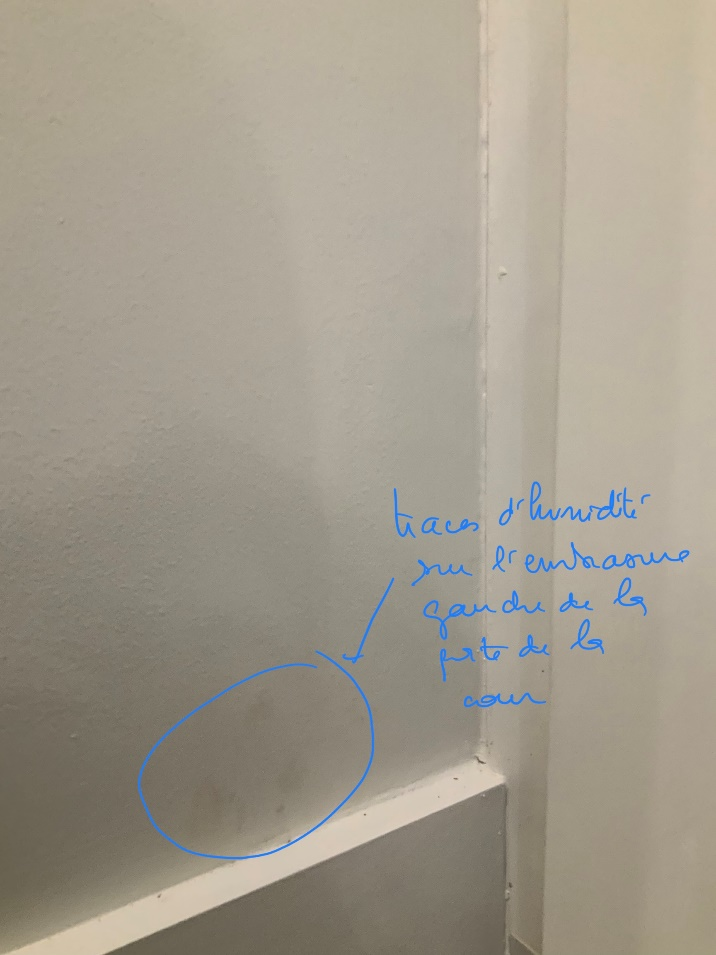 traces d'humidité
sur l'embrasure
gauche de la
porte de la
cour